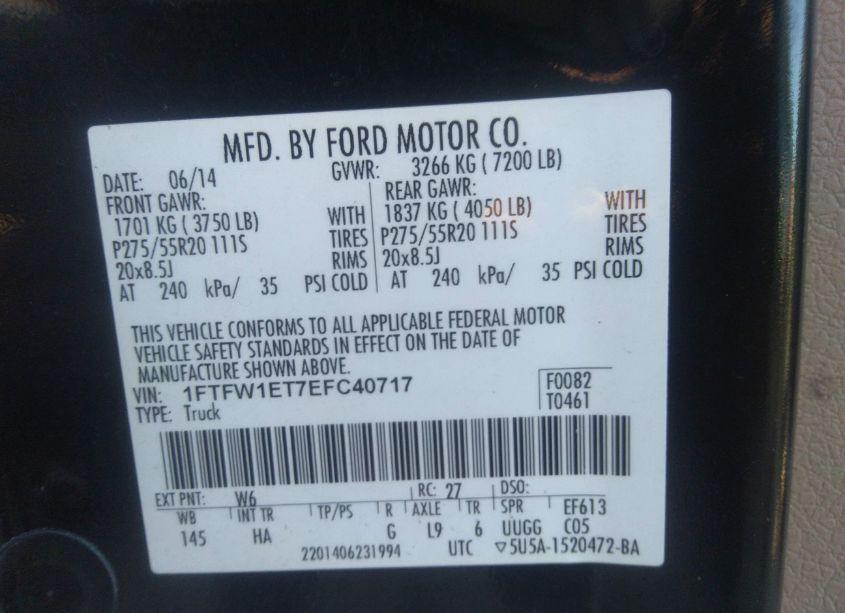 MFD. BY FORD MOTOR CO.
DATE: 06/14 GVWR: 3266 KG ( 7200 LB)
FRONT GAWR: REAR GAWR:
1701 KG ( 3750 LB) WITH 1837 KG ( 4050 LB) WITH
P275/55R20 111S TIRES P275/55R20 111S TIRES
20x8.5J RIMS 20x8.5J RIMS
AT 240 kPa/ 35 PSI COLD AT 240 kPa/ 35 PSI COLD
THIS VEHICLE CONFORMS TO ALL APPLICABLE FEDERAL MOTOR
VEHICLE SAFETY STANDARDS IN EFFECT ON THE DATE OF
MANUFACTURE SHOWN ABOVE.
VIN: 1FTFW1ET7EFC40717 F0082
TYPE: Truck T0461
EXT PNT: W6 RC: 27 DSO:
WB INT TR TP/PS R AXLE TR SPR EF613
145 HA G L9 6 UUGG C05
2201406231994 UTC ▽5U5A-1520472-BA